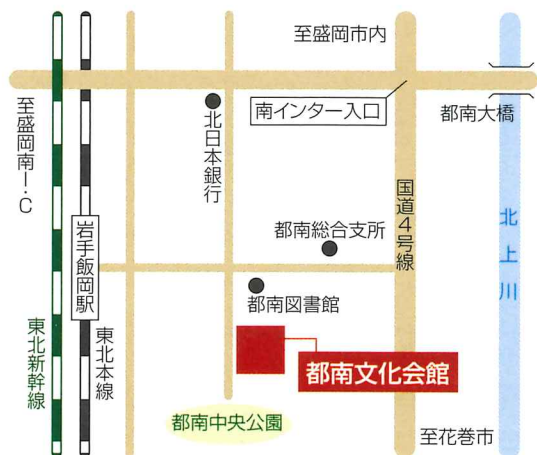 至盛岡市内
南インター入口
都南大橋
至盛岡南I・C
北日本銀行
国道4号線
北上川
岩手飯岡駅
都南総合支所
都南図書館
東北新幹線
東北本線
都南文化会館
都南中央公園
至花巻市